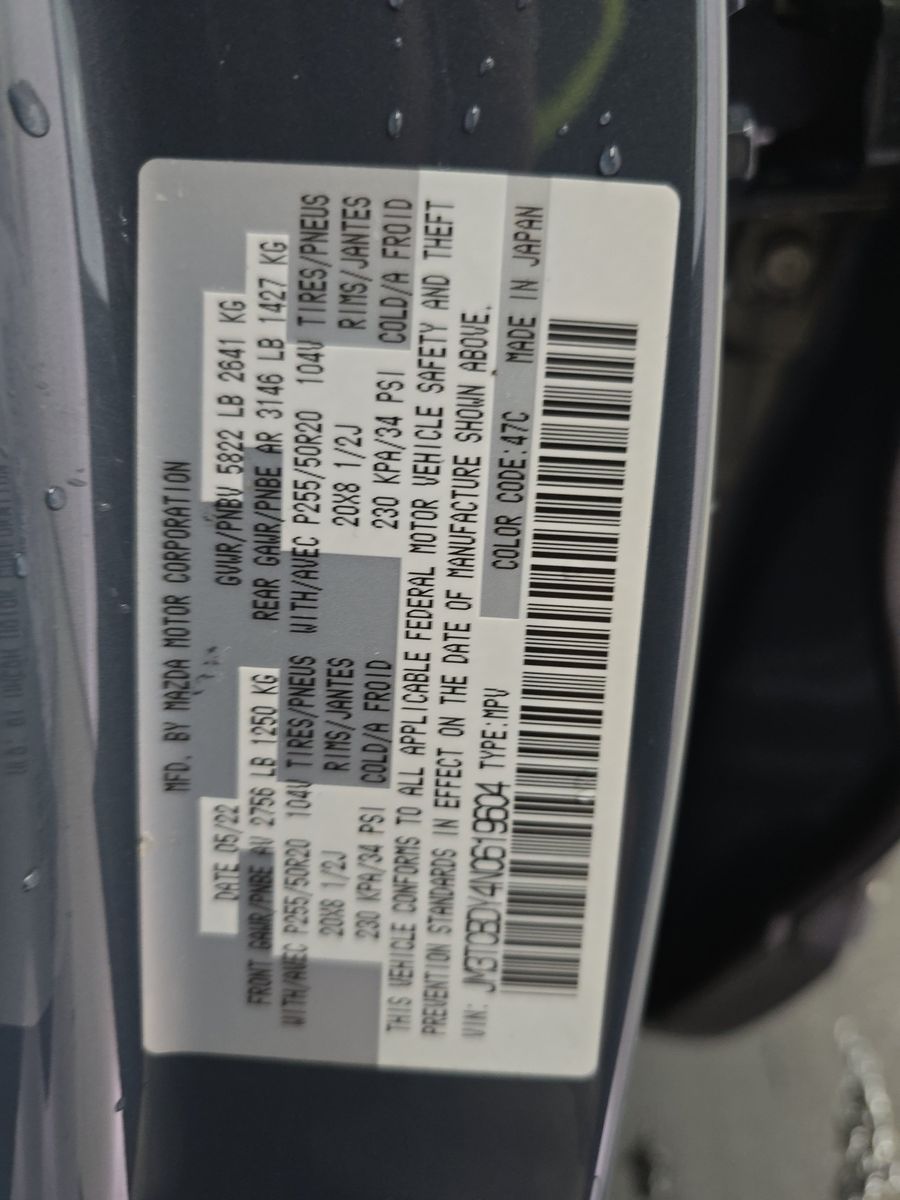 MFD. BY MAZDA MOTOR CORPORATION
DATE 05/22 GVWR/PNBV 5822 LB 2641 KG
FRONT GAWR/PNBE AV 2756 LB 1250 KG REAR GAWR/PNBE AR 3146 LB 1427 KG
WITH/AVEC P255/50R20 104V TIRES/PNEUS WITH/AVEC P255/50R20 104V TIRES/PNEUS
20X8 1/2J RIMS/JANTES 20X8 1/2J RIMS/JANTES
230 KPA/34 PSI COLD/A FROID 230 KPA/34 PSI COLD/A FROID
THIS VEHICLE CONFORMS TO ALL APPLICABLE FEDERAL MOTOR VEHICLE SAFETY AND THEFT
PREVENTION STANDARDS IN EFFECT ON THE DATE OF MANUFACTURE SHOWN ABOVE.
VIN: JM3TCBDY4N0619604 TYPE:MPV COLOR CODE:47C MADE IN JAPAN